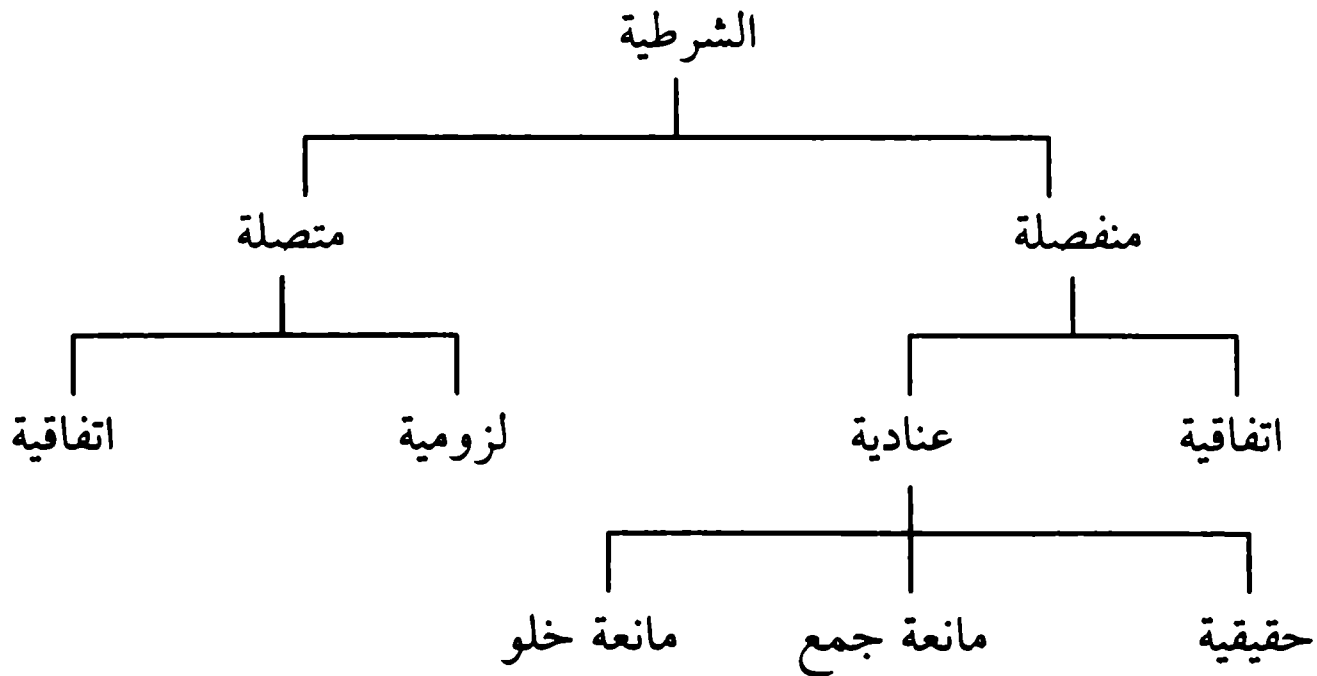 الشرطية
منفصلة متصلة
اتفاقية عنادية لزومية اتفاقية
حقيقية مانعة جمع مانعة خلو